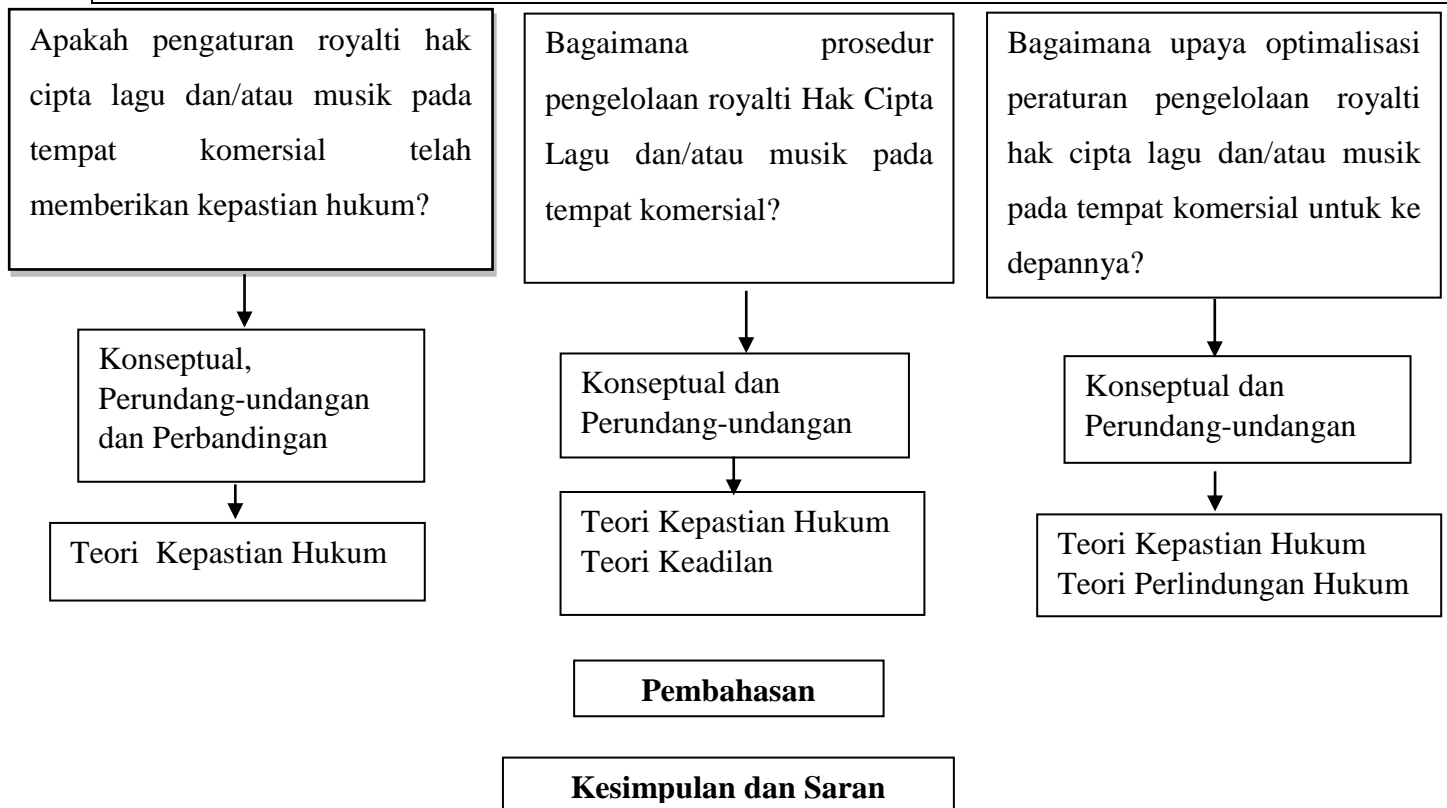 Apakah pengaturan royalti hak
cipta lagu dan/atau musik pada
tempat komersial telah
memberikan kepastian hukum?
Bagaimana prosedur
pengelolaan royalti Hak Cipta
Lagu dan/atau musik pada
tempat komersial?
Bagaimana upaya optimalisasi
peraturan pengelolaan royalti
hak cipta lagu dan/atau musik
pada tempat komersial untuk ke
depannya?
Konseptual,
Perundang-undangan
dan Perbandingan
Konseptual dan
Perundang-undangan
Konseptual dan
Perundang-undangan
Teori Kepastian Hukum
Teori Kepastian Hukum
Teori Keadilan
Teori Kepastian Hukum
Teori Perlindungan Hukum
Pembahasan
Kesimpulan dan Saran